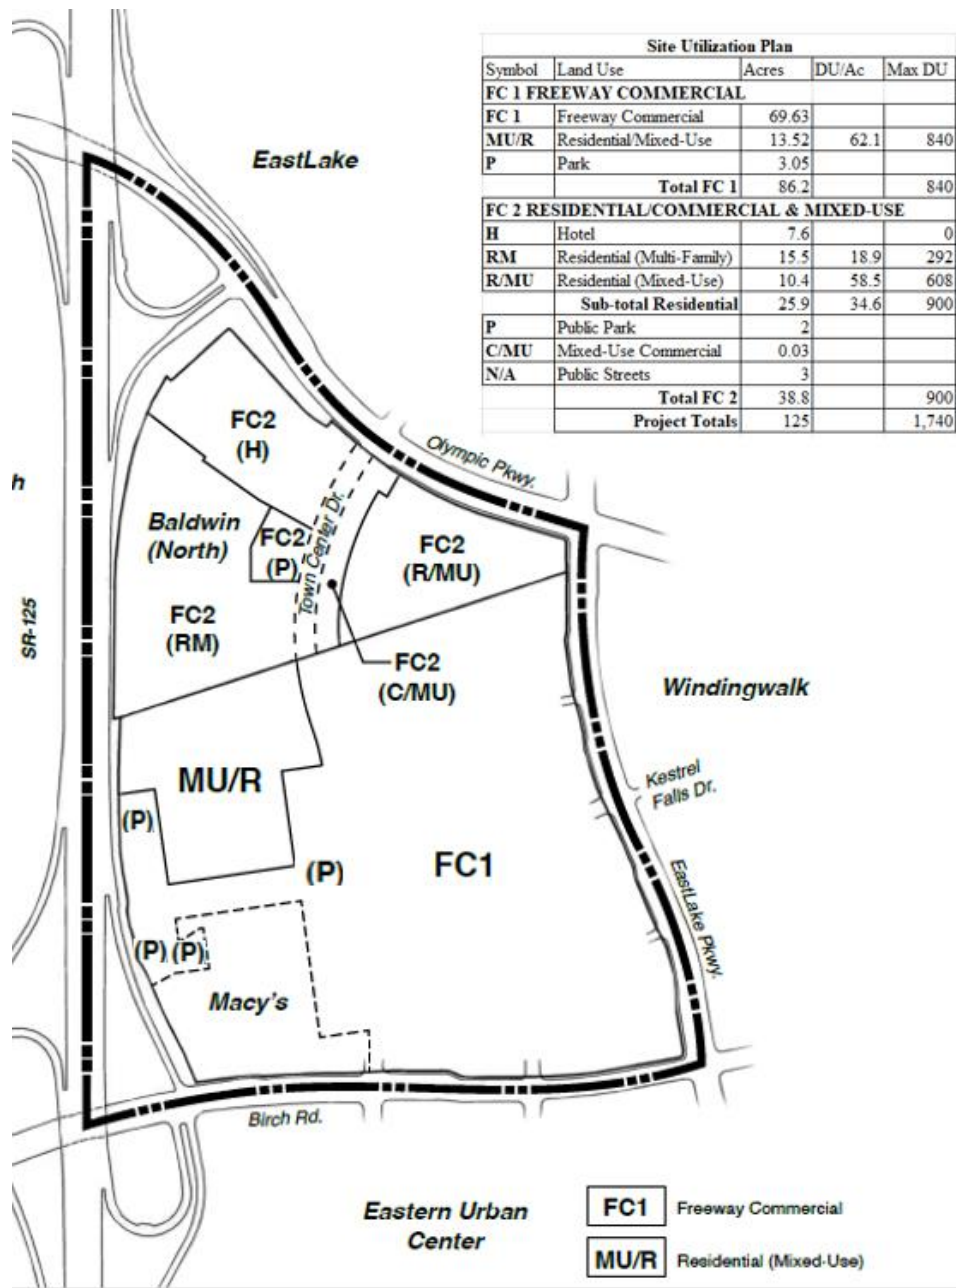 Site Utilization Plan
Symbol Land Use Acres DU/Ac Max DU
FC 1 FREEWAY COMMERCIAL
FC 1 Freeway Commercial 69.63
MU/R Residential/Mixed-Use 13.52 62.1 840
P Park 3.05
Total FC 1 86.2 840
FC 2 RESIDENTIAL/COMMERCIAL & MIXED-USE
H Hotel 7.6 0
RM Residential (Multi-Family) 15.5 18.9 292
R/MU Residential (Mixed-Use) 10.4 58.5 608
Sub-total Residential 25.9 34.6 900
P Public Park 2
C/MU Mixed-Use Commercial 0.03
N/A Public Streets 3
Total FC 2 38.8 900
Project Totals 125 1,740
EastLake
FC2
(H)
Olympic Pkwy.
h
Baldwin
(North)
FC2
(P)
Town Center Dr.
FC2
(R/MU)
SR-125
FC2
(RM)
FC2
(C/MU)
Windingwalk
MU/R
Kestrel
Falls Dr.
(P)
(P)
FC1
EastLake Pkwy.
(P) (P)
Macy's
Birch Rd.
Eastern Urban
Center
FC1 Freeway Commercial
MU/R Residential (Mixed-Use)